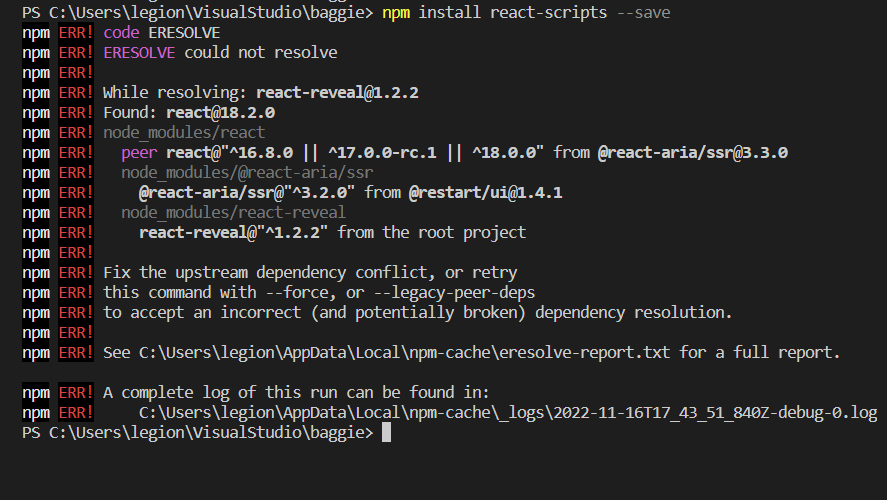 PS C:\Users\legion\VisualStudio\baggie> npm install react-scripts --save
npm ERR! code ERESOLVE
npm ERR! ERESOLVE could not resolve
npm ERR!
npm ERR! While resolving: react-reveal@1.2.2
npm ERR! Found: react@18.2.0
npm ERR! node_modules/react
npm ERR!   peer react@"^16.8.0 || ^17.0.0-rc.1 || ^18.0.0" from @react-aria/ssr@3.3.0
npm ERR!   node_modules/@react-aria/ssr
npm ERR!     @react-aria/ssr@"^3.2.0" from @restart/ui@1.4.1
npm ERR!   node_modules/react-reveal
npm ERR!     react-reveal@"^1.2.2" from the root project
npm ERR!
npm ERR! Fix the upstream dependency conflict, or retry
npm ERR! this command with --force, or --legacy-peer-deps
npm ERR! to accept an incorrect (and potentially broken) dependency resolution.
npm ERR!
npm ERR! See C:\Users\legion\AppData\Local\npm-cache\eresolve-report.txt for a full report.
npm ERR! A complete log of this run can be found in:
npm ERR!     C:\Users\legion\AppData\Local\npm-cache\_logs\2022-11-16T17_43_51_840Z-debug-0.log
PS C:\Users\legion\VisualStudio\baggie>